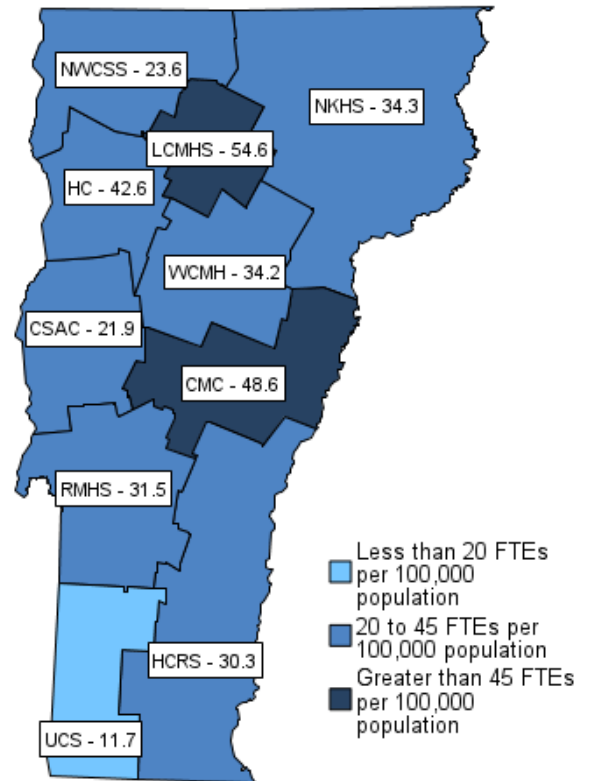 NWCSS - 23.6
NKHS - 34.3
LCMHS - 54.6
HC - 42.6
WCMH - 34.2
CSAC - 21.9
CMC - 48.6
RMHS - 31.5
HCRS - 30.3
UCS - 11.7
Less than 20 FTEs
per 100,000
population
20 to 45 FTEs per
100,000 population
Greater than 45 FTEs
per 100,000
population